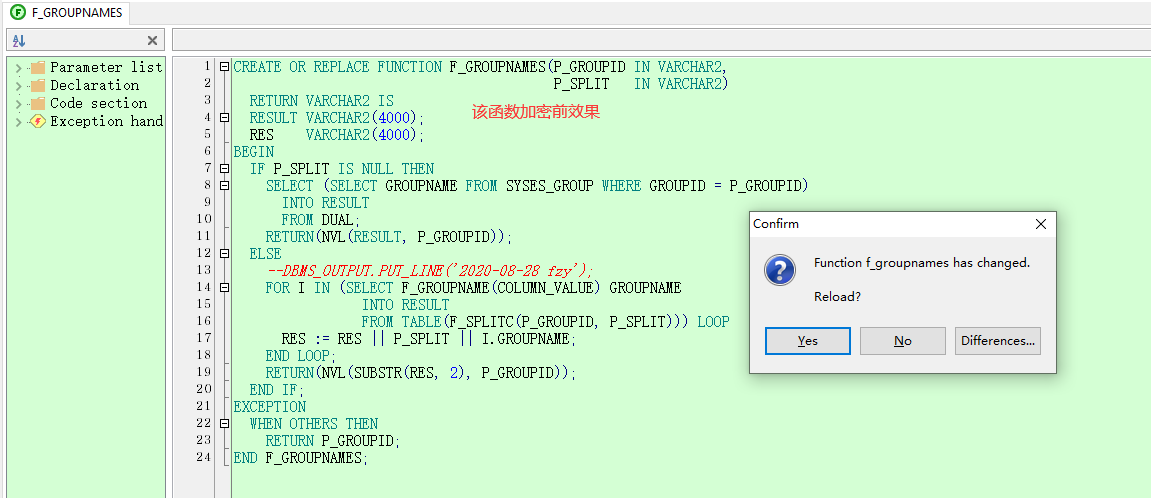 F_GROUPNAMES
Parameter list
Declaration
Code section
Exception hand
1 CREATE OR REPLACE FUNCTION F_GROUPNAMES(P_GROUPID IN VARCHAR2,
2 P_SPLIT IN VARCHAR2)
3 RETURN VARCHAR2 IS
该函数加密前效果
4 RESULT VARCHAR2(4000);
5 RES VARCHAR2(4000);
6 BEGIN
7 IF P_SPLIT IS NULL THEN
8 SELECT (SELECT GROUPNAME FROM SYSES_GROUP WHERE GROUPID = P_GROUPID)
9 INTO RESULT
10 FROM DUAL;
11 RETURN(NVL(RESULT, P_GROUPID));
12 ELSE
13 --DBMS_OUTPUT.PUT_LINE('2020-08-28 fzy');
14 FOR I IN (SELECT F_GROUPNAME(COLUMN_VALUE) GROUPNAME
15 INTO RESULT
16 FROM TABLE(F_SPLITC(P_GROUPID, P_SPLIT))) LOOP
17 RES := RES || P_SPLIT || I.GROUPNAME;
18 END LOOP;
19 RETURN(NVL(SUBSTR(RES, 2), P_GROUPID));
20 END IF;
21 EXCEPTION
22 WHEN OTHERS THEN
23 RETURN P_GROUPID;
24 END F_GROUPNAMES;
Confirm
Function f_groupnames has changed.
Reload?
Yes
No
Differences...